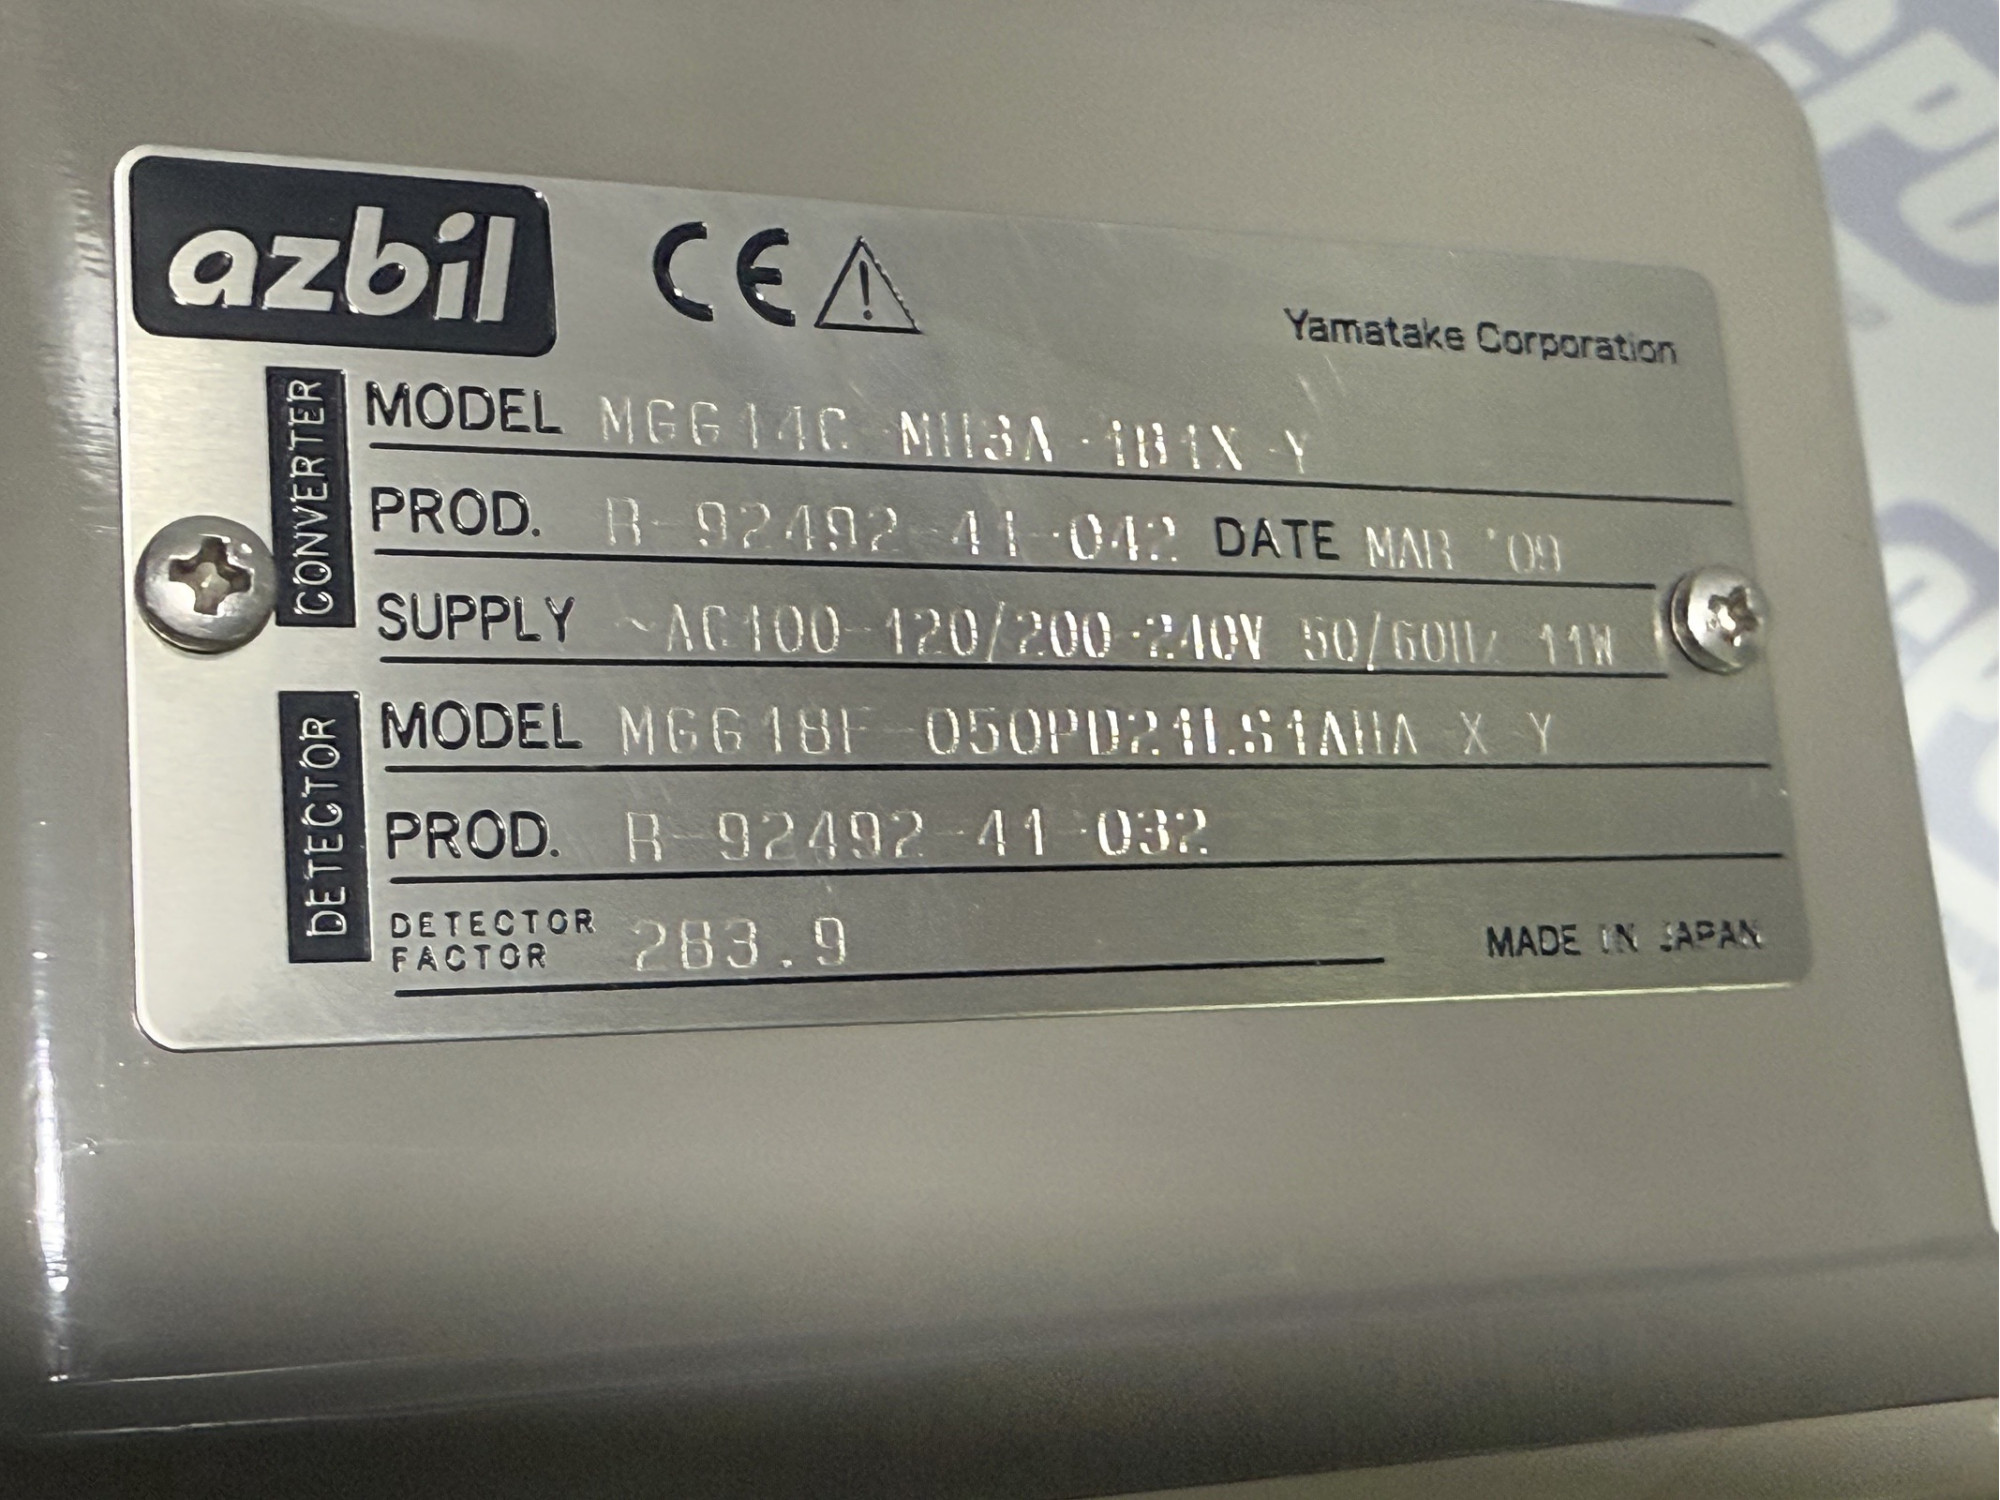 azbil CE
Yamatake Corporation
CONVERTER
MODEL MGG14C-MH3A-1B1X-Y
PROD. R-92492-41-042 DATE MAR '09
SUPPLY ~AC100-120/200-240V 50/60Hz 11W
DETECTOR
MODEL MGG18F-050PD21LS1AHA-X-Y
PROD. R-92492-41-032
DETECTOR
FACTOR 283.9
MADE IN JAPAN